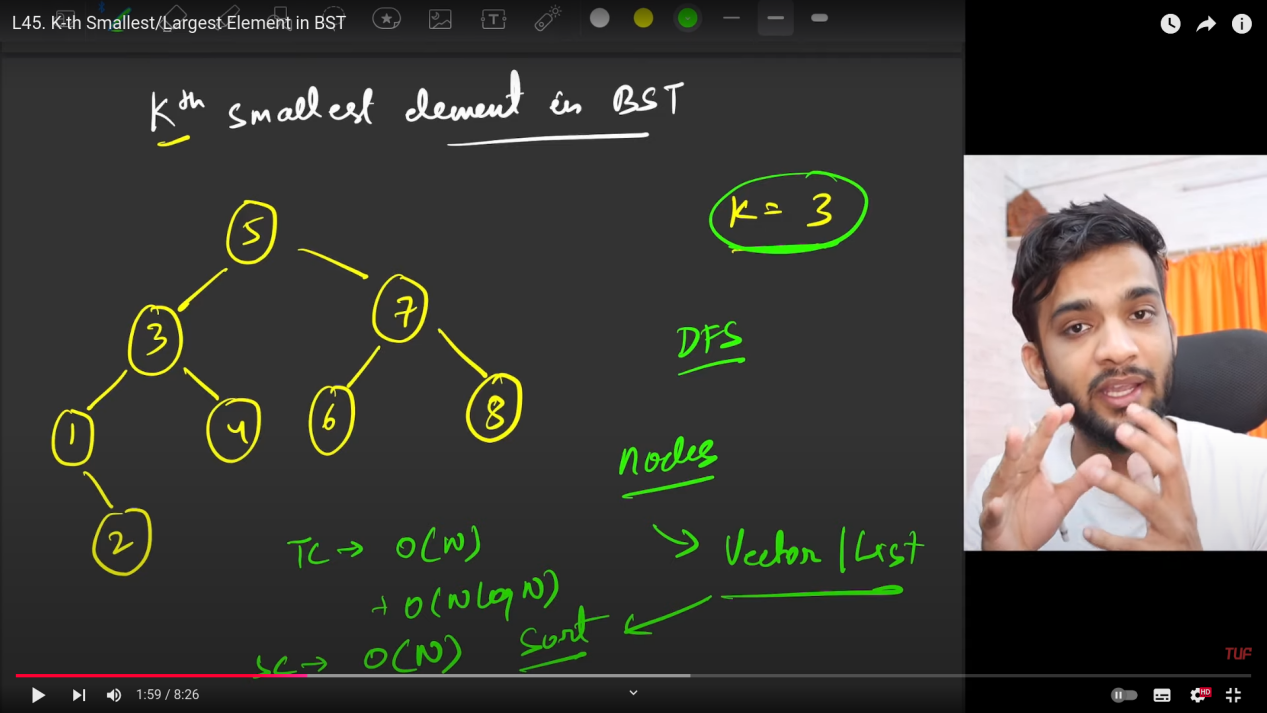 L45. K-th Smallest/Largest Element in BST
Kth smallest element in BST
K = 3
5
3
7
1
4
6
8
2
DFS
Nodes
Vector / List
TC → O(N)
+ O(N log N)
Sort
SC → O(N)
TUF
1:59 / 8:26
HD